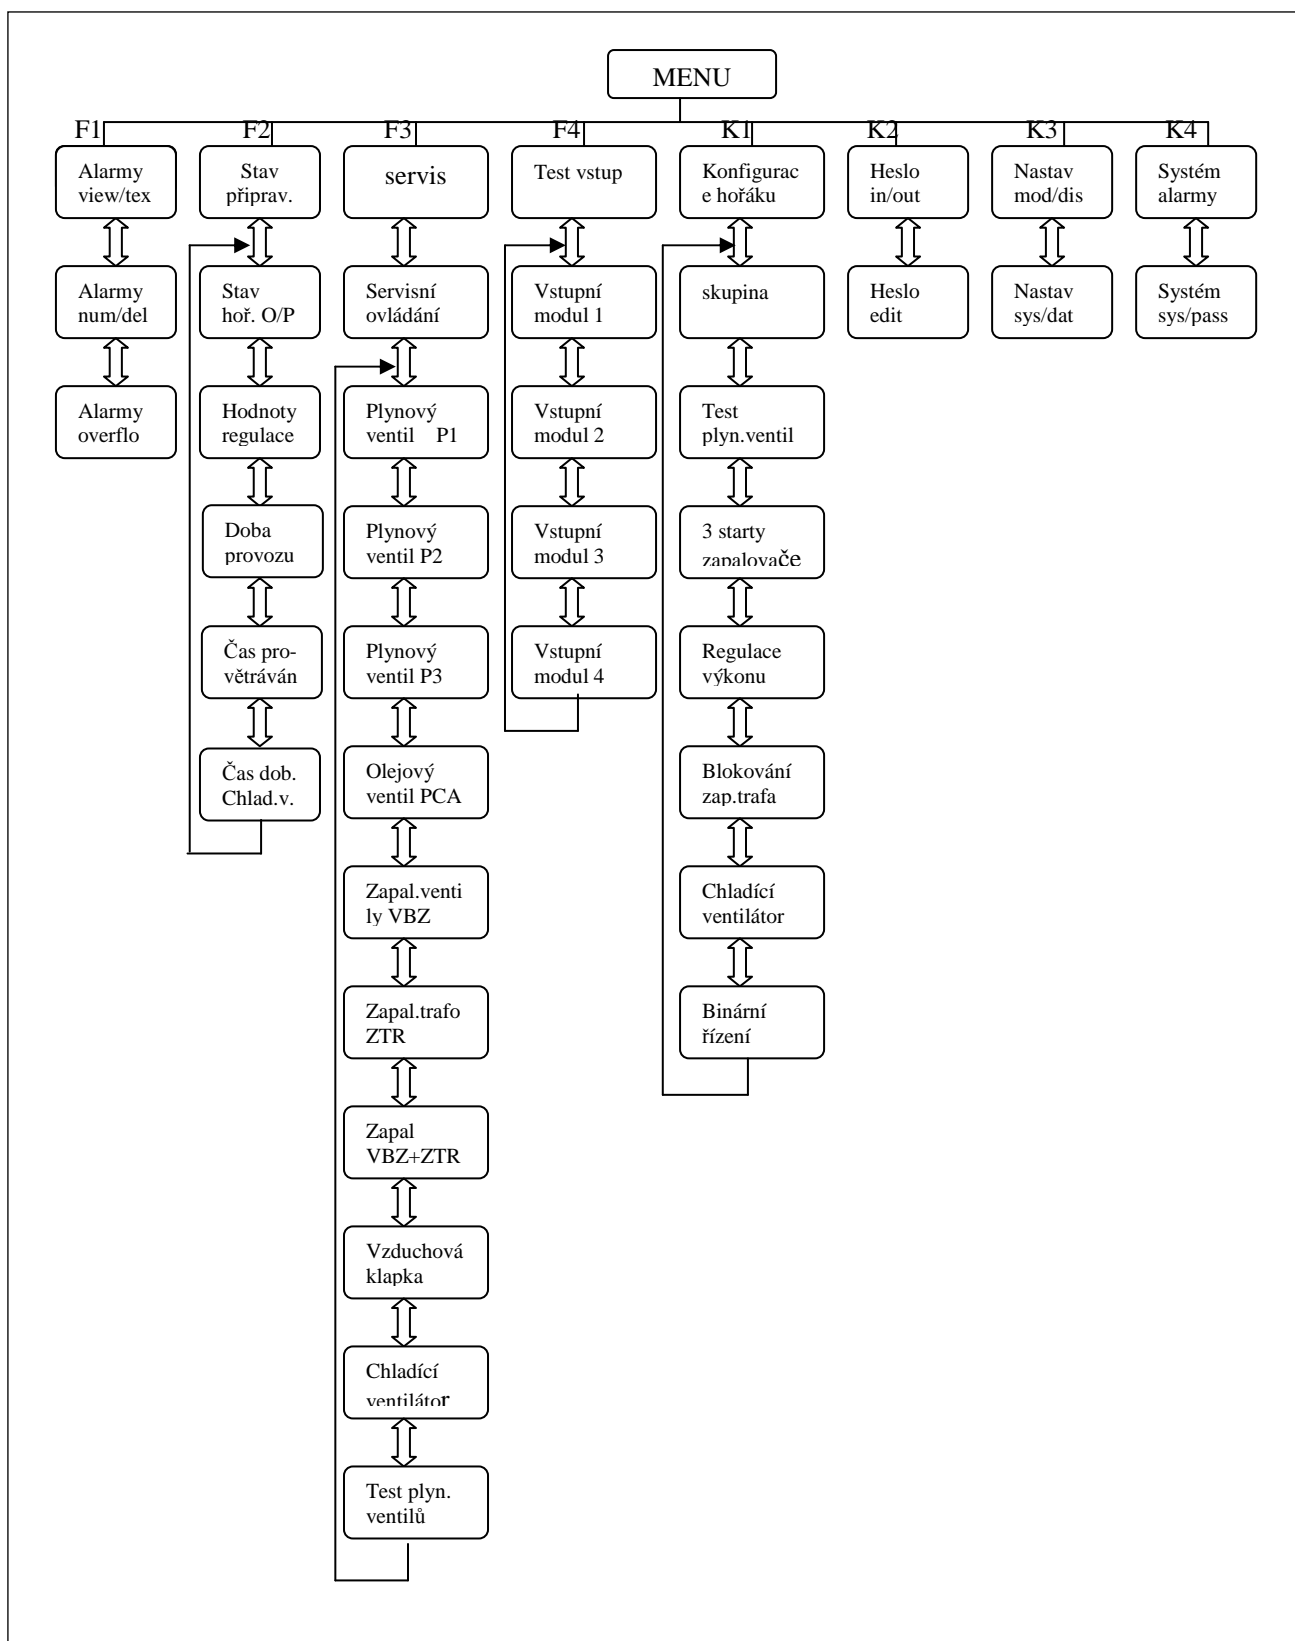 MENU
F1
F2
F3
F4
K1
K2
K3
K4
Alarmy
view/tex
Alarmy
num/del
Alarmy
overflo
Stav
připrav.
Stav
hoř. O/P
Hodnoty
regulace
Doba
provozu
Čas pro-
větráván
Čas dob.
Chlad.v.
servis
Servisní
ovládání
Plynový
ventil P1
Plynový
ventil P2
Plynový
ventil P3
Olejový
ventil PCA
Zapal.venti
ly VBZ
Zapal.trafo
ZTR
Zapal
VBZ+ZTR
Vzduchová
klapka
Chladící
ventilátor
Test plyn.
ventilů
Test vstup
Vstupní
modul 1
Vstupní
modul 2
Vstupní
modul 3
Vstupní
modul 4
Konfigurac
e hořáku
skupina
Test
plyn.ventil
3 starty
zapalovače
Regulace
výkonu
Blokování
zap.trafa
Chladící
ventilátor
Binární
řízení
Heslo
in/out
Heslo
edit
Nastav
mod/dis
Nastav
sys/dat
Systém
alarmy
Systém
sys/pass